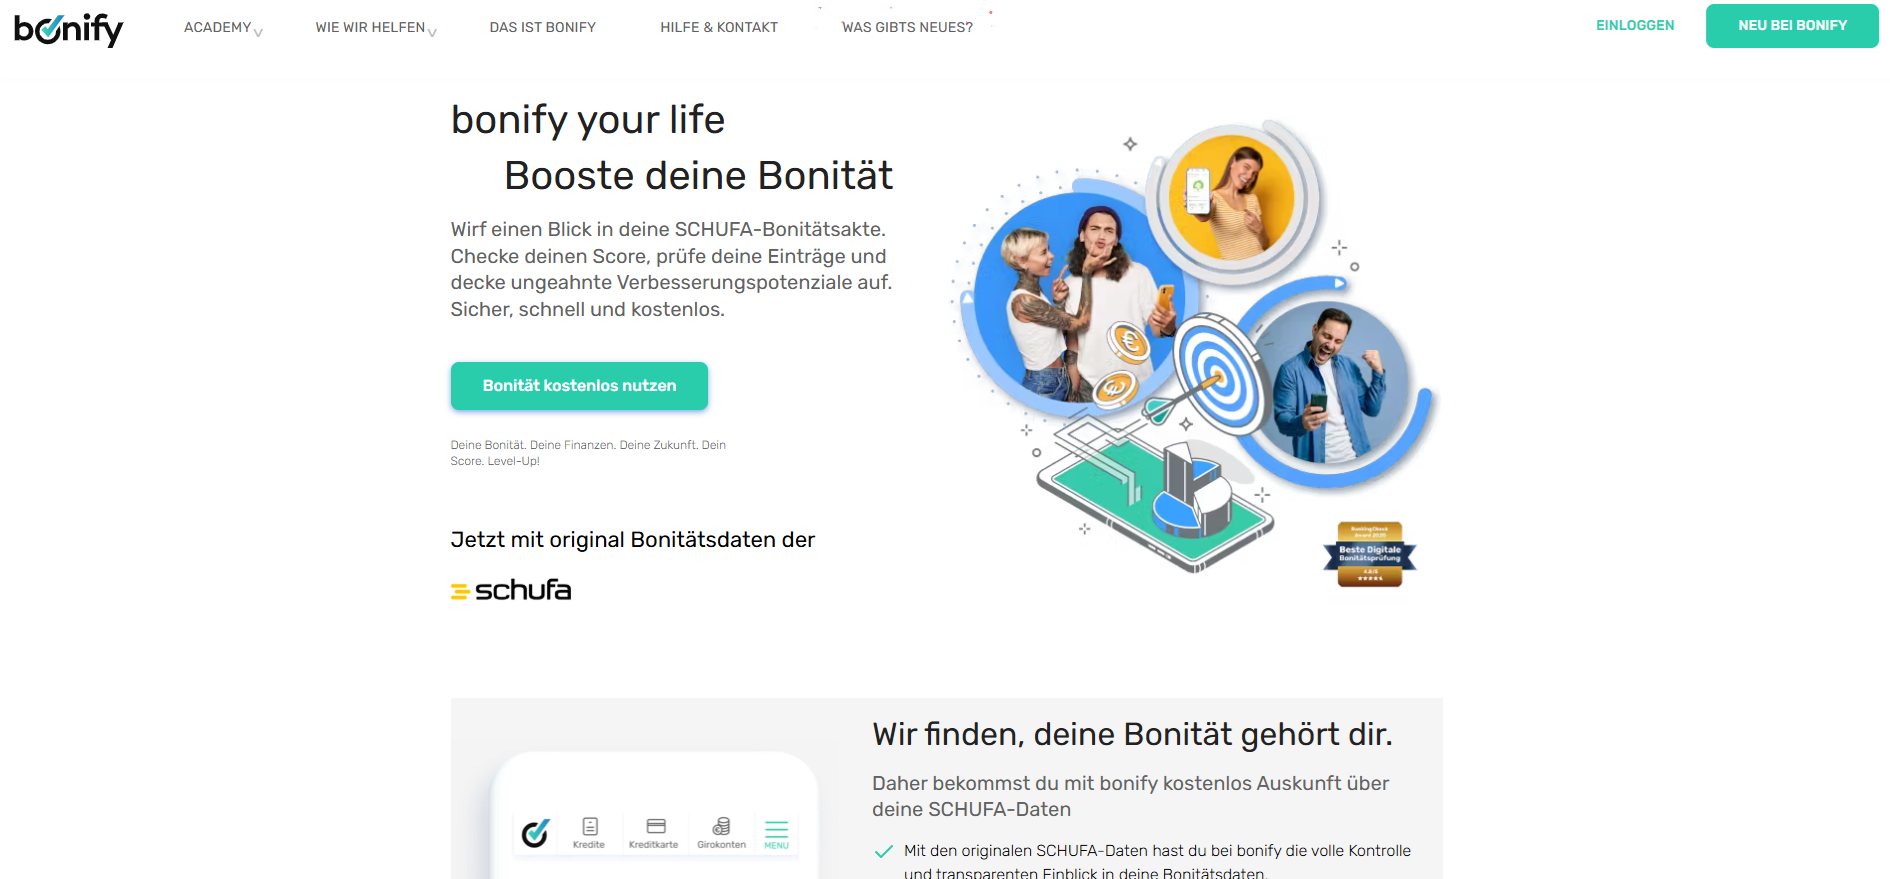 bonify
ACADEMY
WIE WIR HELFEN
DAS IST BONIFY
HILFE & KONTAKT
WAS GIBTS NEUES?
EINLOGGEN
NEU BEI BONIFY
bonify your life
Booste deine Bonität
Wirf einen Blick in deine SCHUFA-Bonitätsakte.
Checke deinen Score, prüfe deine Einträge und
decke ungeahnte Verbesserungspotenziale auf.
Sicher, schnell und kostenlos.
Bonität kostenlos nutzen
Deine Bonität. Deine Finanzen. Deine Zukunft. Dein
Score. Level-Up!
Jetzt mit original Bonitätsdaten der
schufa
BankingCheck
Beste Digitale
Bonitätsprüfung
Wir finden, deine Bonität gehört dir.
Daher bekommst du mit bonify kostenlos Auskunft über
deine SCHUFA-Daten
Mit den originalen SCHUFA-Daten hast du bei bonify die volle Kontrolle
und transparenten Einblick in deine Bonitätsdaten.
Kredite
Kreditkarte
Girokonten
MENÜ